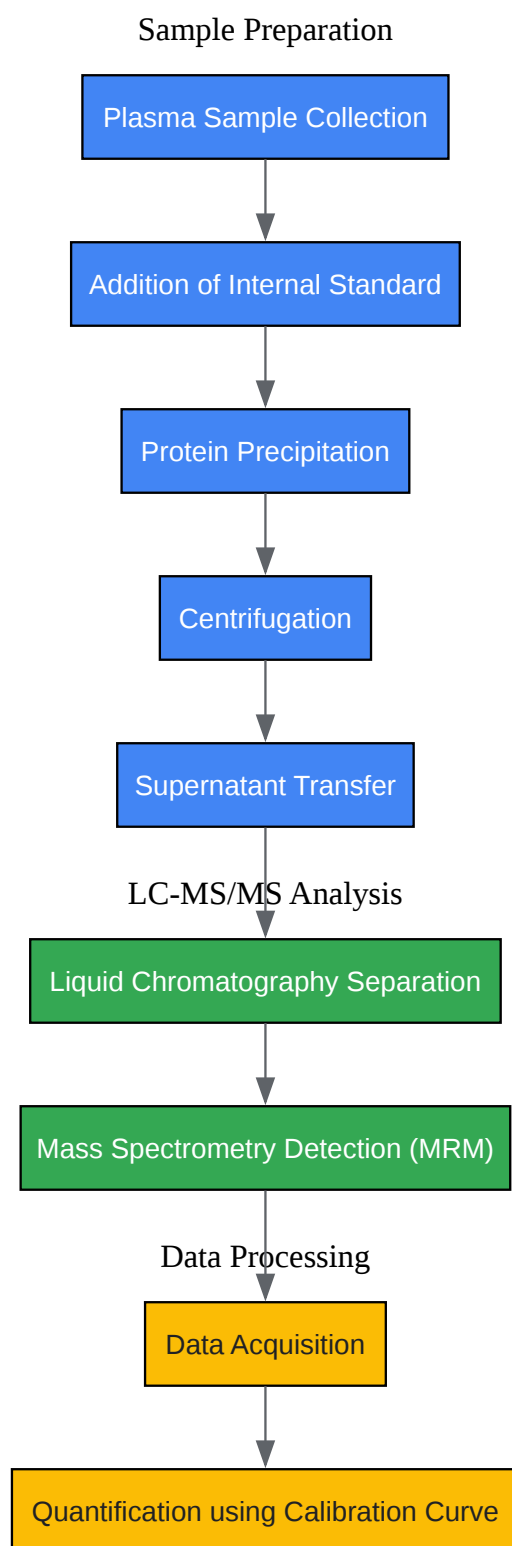 Sample Preparation
Plasma Sample Collection
Addition of Internal Standard
Protein Precipitation
Centrifugation
Supernatant Transfer
LC-MS/MS Analysis
Liquid Chromatography Separation
Mass Spectrometry Detection (MRM)
Data Processing
Data Acquisition
Quantification using Calibration Curve